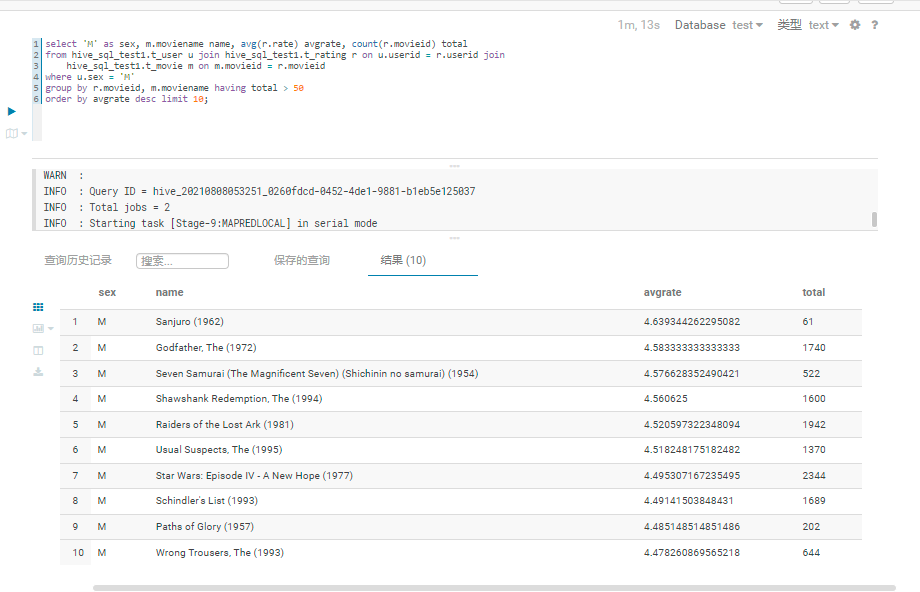 1m, 13s Database test 类型 text ?
1 select 'M' as sex, m.moviename name, avg(r.rate) avgrate, count(r.movieid) total
2 from hive_sql_test1.t_user u join hive_sql_test1.t_rating r on u.userid = r.userid join
3 hive_sql_test1.t_movie m on m.movieid = r.movieid
4 where u.sex = 'M'
5 group by r.movieid, m.moviename having total > 50
6 order by avgrate desc limit 10;
WARN :
INFO : Query ID = hive_20210808053251_0260fdcd-0452-4de1-9881-b1eb5e125037
INFO : Total jobs = 2
INFO : Starting task [Stage-9:MAPREDLOCAL] in serial mode
查询历史记录 搜索... 保存的查询 结果 (10)
sex name avgrate total
1 M Sanjuro (1962) 4.639344262295082 61
2 M Godfather, The (1972) 4.583333333333333 1740
3 M Seven Samurai (The Magnificent Seven) (Shichinin no samurai) (1954) 4.576628352490421 522
4 M Shawshank Redemption, The (1994) 4.560625 1600
5 M Raiders of the Lost Ark (1981) 4.520597322348094 1942
6 M Usual Suspects, The (1995) 4.518248175182482 1370
7 M Star Wars: Episode IV - A New Hope (1977) 4.495307167235495 2344
8 M Schindler's List (1993) 4.49141503848431 1689
9 M Paths of Glory (1957) 4.485148514851486 202
10 M Wrong Trousers, The (1993) 4.478260869565218 644